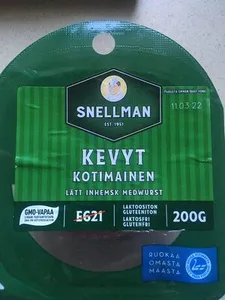 SNELLMAN
EST. 1951
11.03.22
KEVYT
KOTIMAINEN
LÄTT INHEMSK MEDWURST
GMO-VAPAA
EG21
LAKTOOSITON
GLUTEENITON
LAKTOSFRI
GLUTENFRI
200G
RUOKAA
OMASTA
MAASTA